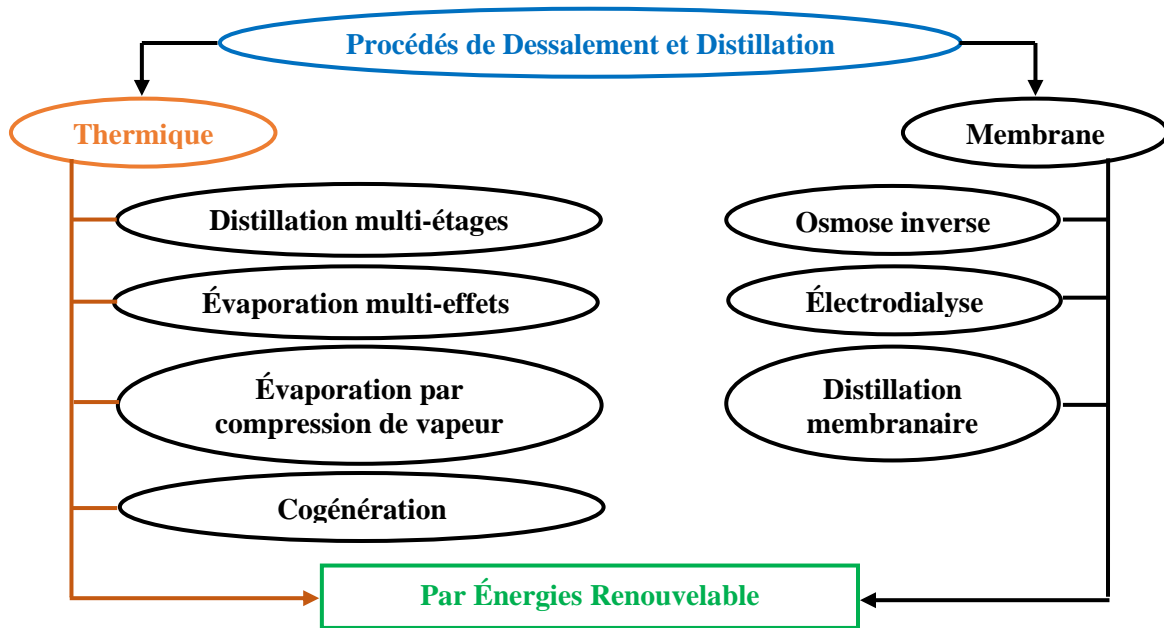 Procédés de Dessalement et Distillation
Thermique
Membrane
Distillation multi-étages
Osmose inverse
Évaporation multi-effets
Électrodialyse
Évaporation par
compression de vapeur
Distillation
membranaire
Cogénération
Par Énergies Renouvelable